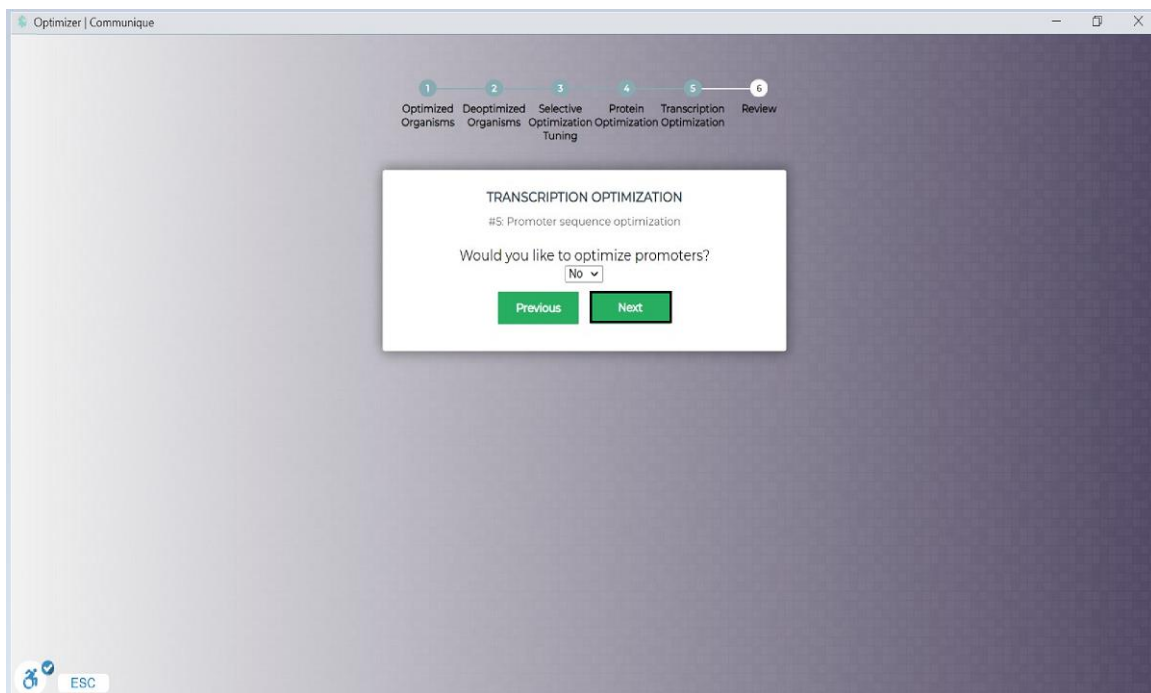 Optimizer | Communique
1 2 3 4 5 6
Optimized Deoptimized Selective Protein Transcription Review
Organisms Organisms Optimization Optimization Optimization
Tuning
TRANSCRIPTION OPTIMIZATION
#5: Promoter sequence optimization
Would you like to optimize promoters?
No
Previous Next
ESC